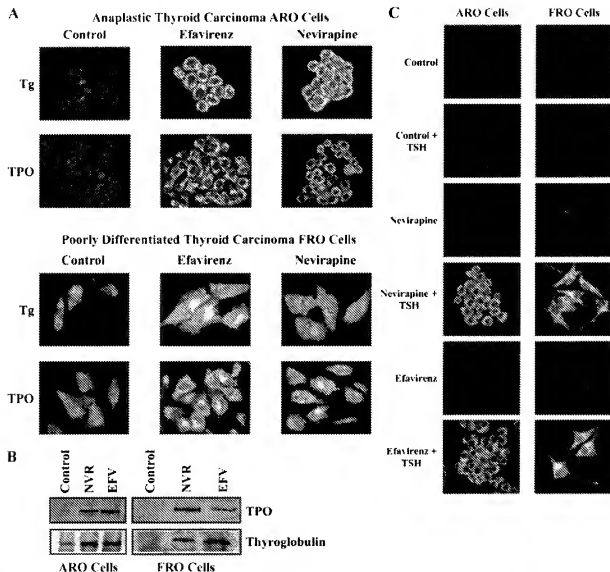 A
Anaplastic Thyroid Carcinoma ARO Cells
Control Efavirenz Nevirapine
Tg
TPO
Poorly Differentiated Thyroid Carcinoma FRO Cells
Control Efavirenz Nevirapine
Tg
TPO
B
Control NVR EFV Control NVR EFV
TPO
Thyroglobulin
ARO Cells FRO Cells
C
ARO Cells FRO Cells
Control
Control +
TSH
Nevirapine
Nevirapine +
TSH
Efavirenz
Efavirenz +
TSH